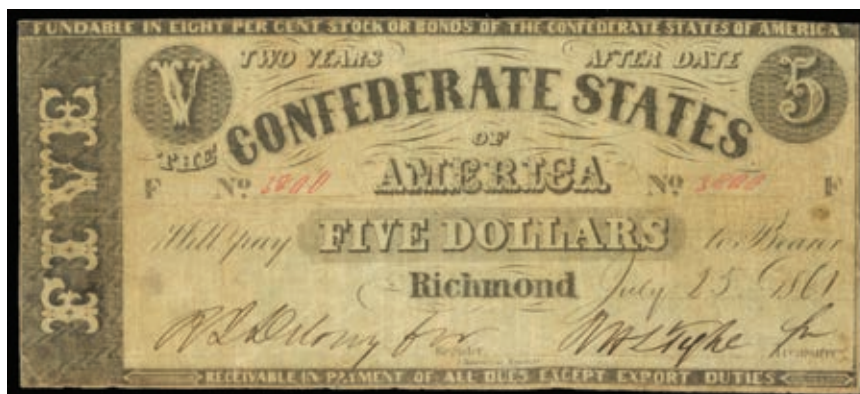 FUNDABLE IN EIGHT PER CENT STOCK OR BONDS OF THE CONFEDERATE STATES OF AMERICA
TWO YEARS AFTER DATE
V 5
THE CONFEDERATE STATES
OF
AMERICA
F No No F
Will pay FIVE DOLLARS to Bearer
Richmond July 25 1861
for for
Register Treasurer
RECEIVABLE IN PAYMENT OF ALL DUES EXCEPT EXPORT DUTIES
FIVE